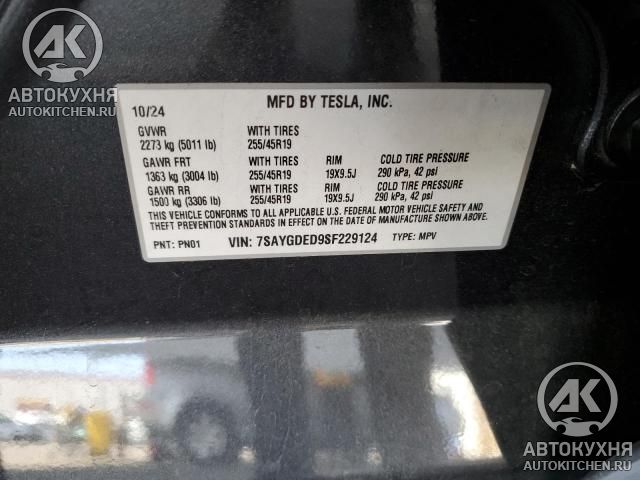 АК
АВТОКУХНЯ
AUTOKITCHEN.RU
MFD BY TESLA, INC.
10/24
GVWR WITH TIRES
2273 kg (5011 lb) 255/45R19
GAWR FRT WITH TIRES RIM COLD TIRE PRESSURE
1363 kg (3004 lb) 255/45R19 19X9.5J 290 kPa, 42 psi
GAWR RR WITH TIRES RIM COLD TIRE PRESSURE
1500 kg (3306 lb) 255/45R19 19X9.5J 290 kPa, 42 psi
THIS VEHICLE CONFORMS TO ALL APPLICABLE U.S. FEDERAL MOTOR VEHICLE SAFETY AND
THEFT PREVENTION STANDARDS IN EFFECT ON THE DATE OF MANUFACTURE SHOWN ABOVE.
PNT: PN01 VIN: 7SAYGDED9SF229124 TYPE: MPV
АК
АВТОКУХНЯ
AUTOKITCHEN.RU